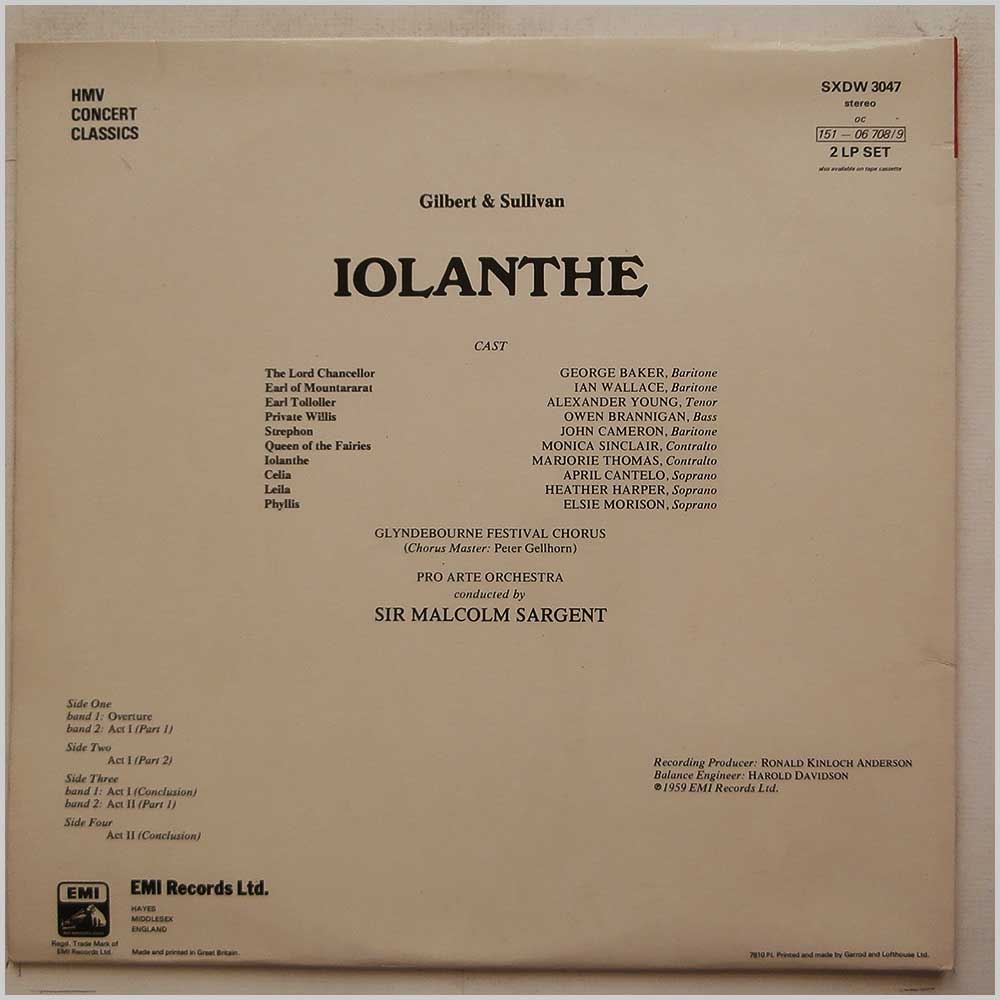 HMV
CONCERT
CLASSICS
SXDW 3047
stereo
OC
151 — 06 708/9
2 LP SET
also available on tape cassette
Gilbert & Sullivan
IOLANTHE
CAST
The Lord Chancellor GEORGE BAKER, Baritone
Earl of Mountararat IAN WALLACE, Baritone
Earl Tolloller ALEXANDER YOUNG, Tenor
Private Willis OWEN BRANNIGAN, Bass
Strephon JOHN CAMERON, Baritone
Queen of the Fairies MONICA SINCLAIR, Contralto
Iolanthe MARJORIE THOMAS, Contralto
Celia APRIL CANTELO, Soprano
Leila HEATHER HARPER, Soprano
Phyllis ELSIE MORISON, Soprano
GLYNDEBOURNE FESTIVAL CHORUS
(Chorus Master: Peter Gellhorn)
PRO ARTE ORCHESTRA
conducted by
SIR MALCOLM SARGENT
Side One
band 1: Overture
band 2: Act I (Part 1)
Side Two
Act I (Part 2)
Side Three
band 1: Act I (Conclusion)
band 2: Act II (Part 1)
Side Four
Act II (Conclusion)
Recording Producer: RONALD KINLOCH ANDERSON
Balance Engineer: HAROLD DAVIDSON
℗1959 EMI Records Ltd.
EMI
Regd. Trade Mark of
EMI Records Ltd.
EMI Records Ltd.
HAYES
MIDDLESEX
ENGLAND
Made and printed in Great Britain.
7810 PL Printed and made by Garrod and Lofthouse Ltd.